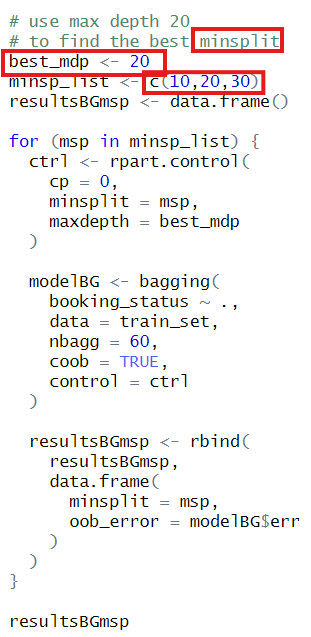 # use max depth 20
# to find the best minsplit
best_mdp <- 20
minsp_list <- c(10,20,30)
resultsBGmsp <- data.frame()
for (msp in minsp_list) {
  ctrl <- rpart.control(
    cp = 0,
    minsplit = msp,
    maxdepth = best_mdp
  )
  modelBG <- bagging(
    booking_status ~ .,
    data = train_set,
    nbagg = 60,
    coob = TRUE,
    control = ctrl
  )
  resultsBGmsp <- rbind(
    resultsBGmsp,
    data.frame(
      minsplit = msp,
      oob_error = modelBG$err
    )
  )
}
resultsBGmsp